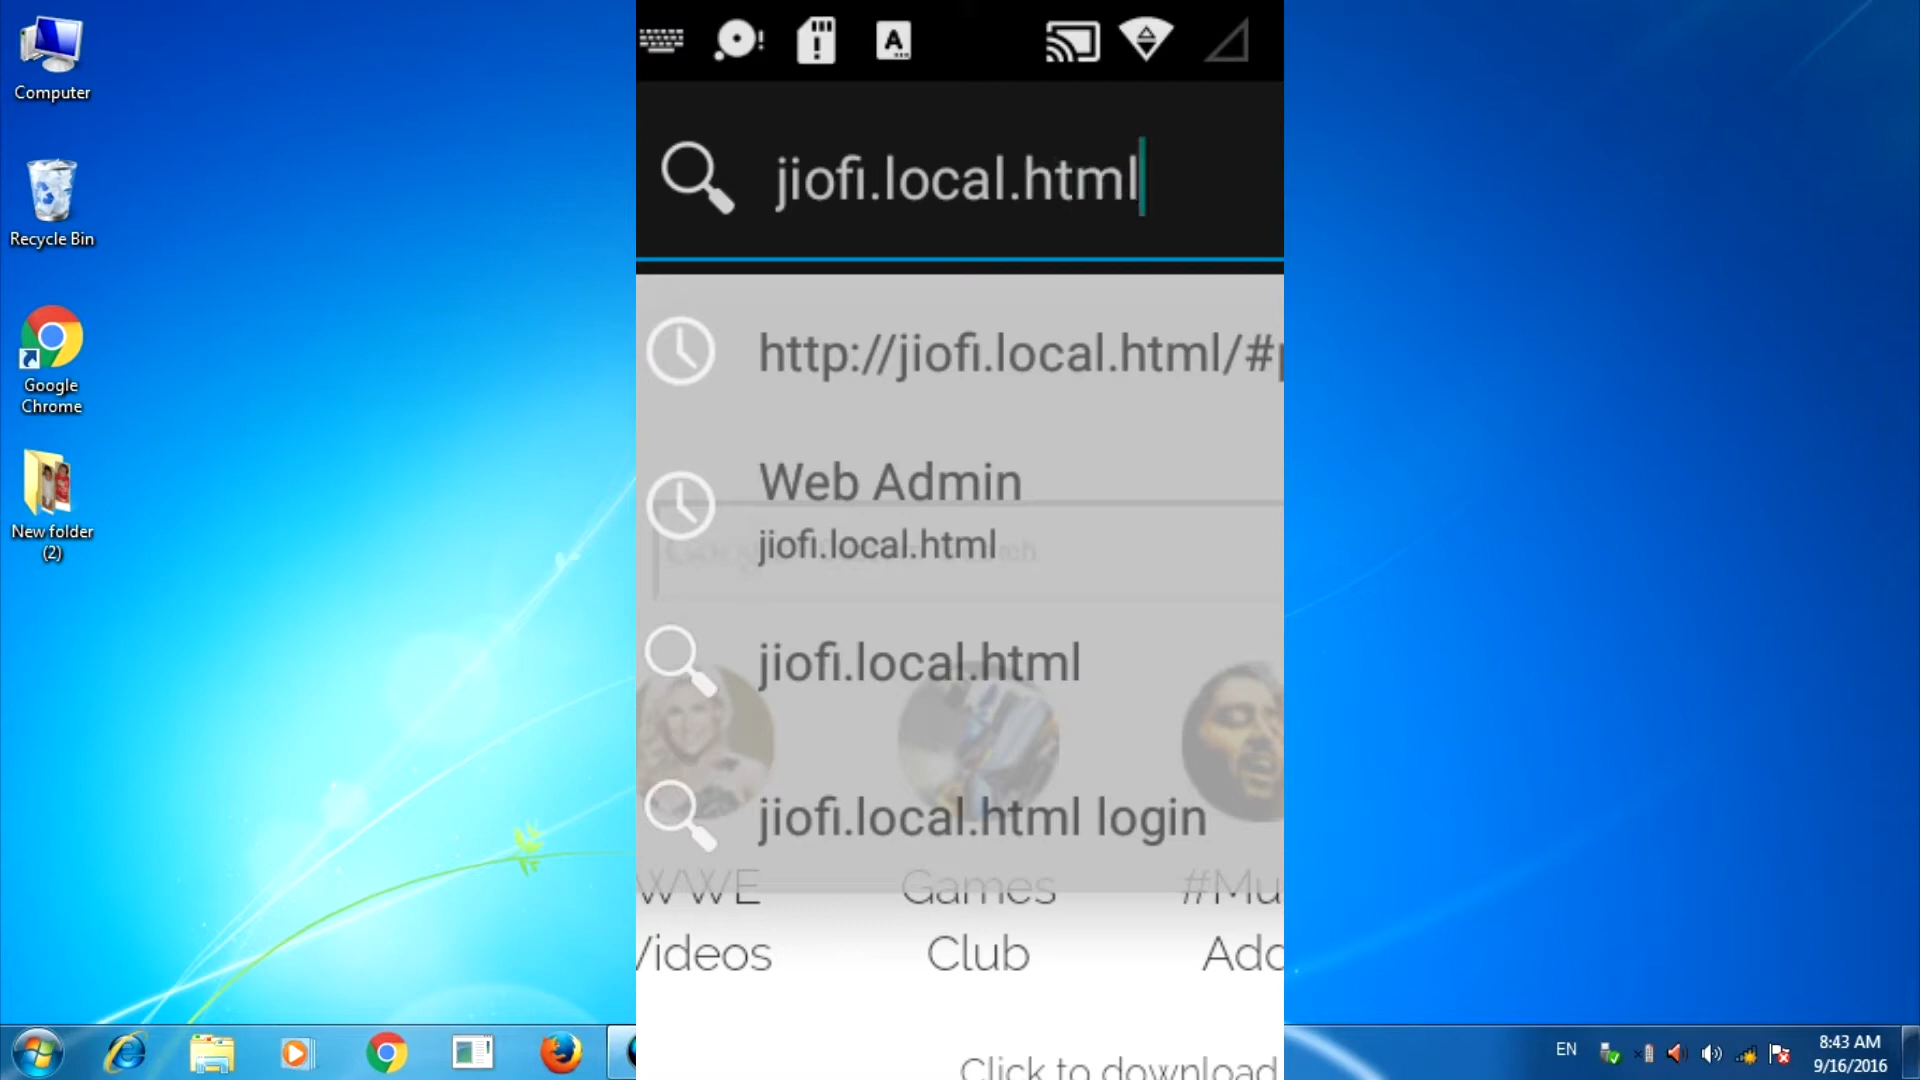 Computer
Recycle Bin
Google
Chrome
New folder
(2)
A
jiofi.local.html
http://jiofi.local.html/#p
Web Admin
jiofi.local.html
jiofi.local.html
jiofi.local.html login
WWE
Videos
Games
Club
#Mu
Add
Click to download
EN
8:43 AM
9/16/2016